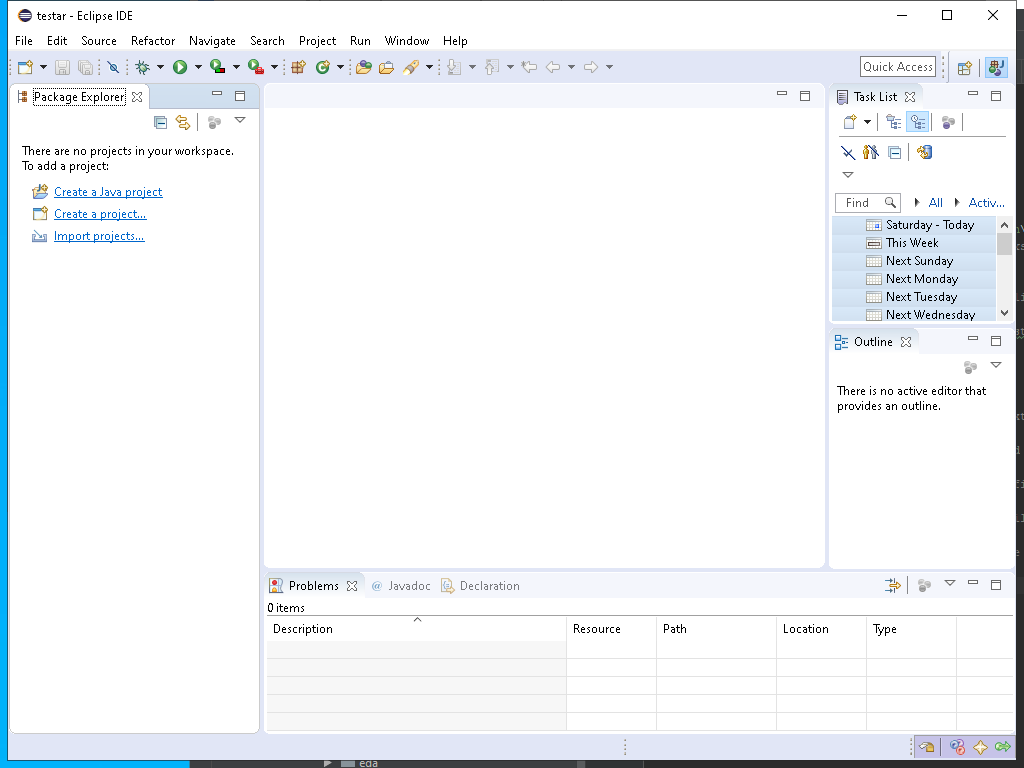 testar - Eclipse IDE
File Edit Source Refactor Navigate Search Project Run Window Help
Quick Access
Package Explorer
There are no projects in your workspace.
To add a project:
Create a Java project
Create a project...
Import projects...
Task List
Find All Activ...
Saturday - Today
This Week
Next Sunday
Next Monday
Next Tuesday
Next Wednesday
Outline
There is no active editor that
provides an outline.
Problems @ Javadoc Declaration
0 items
Description Resource Path Location Type
eda